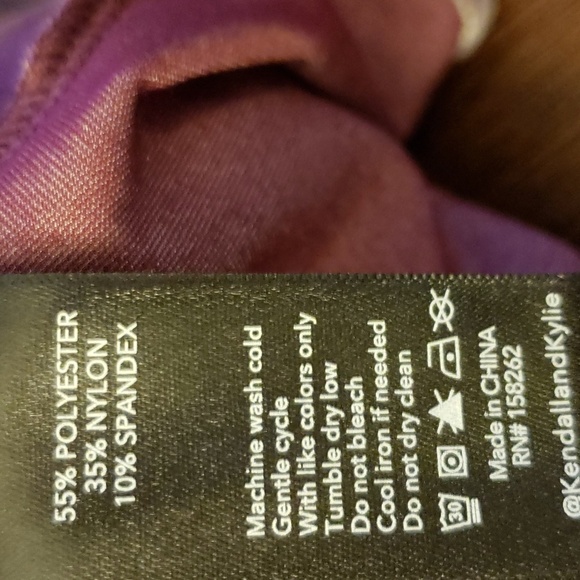 55% POLYESTER
35% NYLON
10% SPANDEX
Machine wash cold
Gentle cycle
With like colors only
Tumble dry low
Do not bleach
Cool iron if needed
Do not dry clean
30
Made in CHINA
RN# 158262
@KendallandKylie